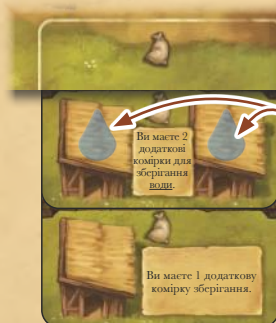 Ви маєте 2
додаткові
комірки для
зберігання
води.
Ви маєте 1 додаткову
комірку зберігання.